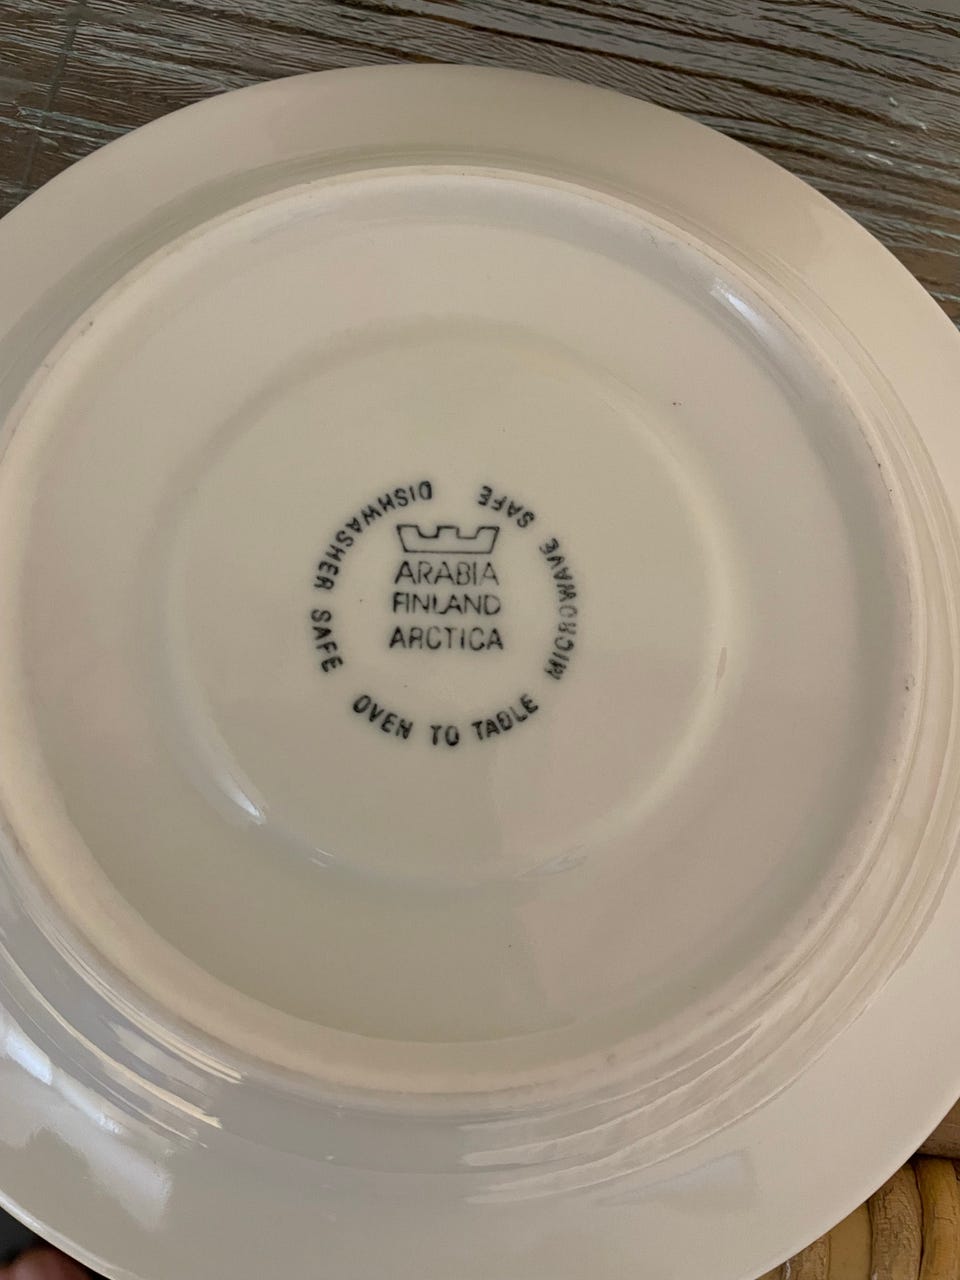 ARABIA
FINLAND
ARCTICA
DISHWASHER SAFE
OVEN TO TABLE
MICROWAVE SAFE